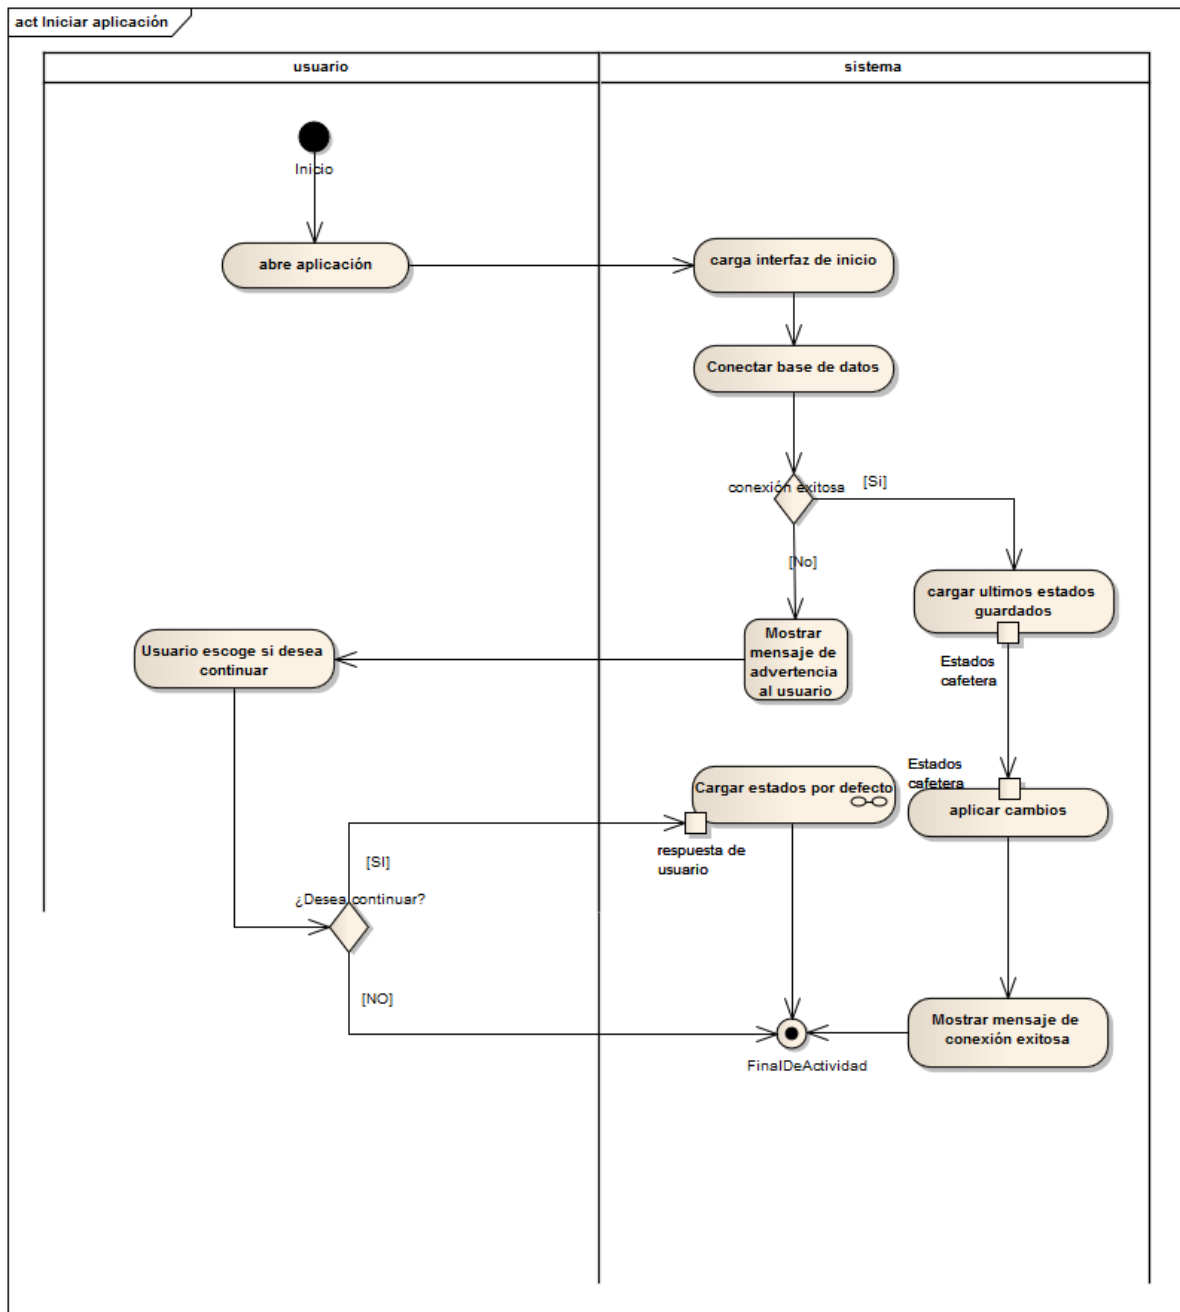 act Iniciar aplicación
usuario
sistema
Inicio
abre aplicación
carga interfaz de inicio
Conectar base de datos
conexión exitosa
[Si]
[No]
cargar ultimos estados
guardados
Mostrar
mensaje de
advertencia
al usuario
Usuario escoge si desea
continuar
Estados
cafetera
Estados
cafetera
Cargar estados por defecto
aplicar cambios
respuesta de
usuario
[SI]
¿Desea continuar?
[NO]
Mostrar mensaje de
conexión exitosa
FinalDeActividad